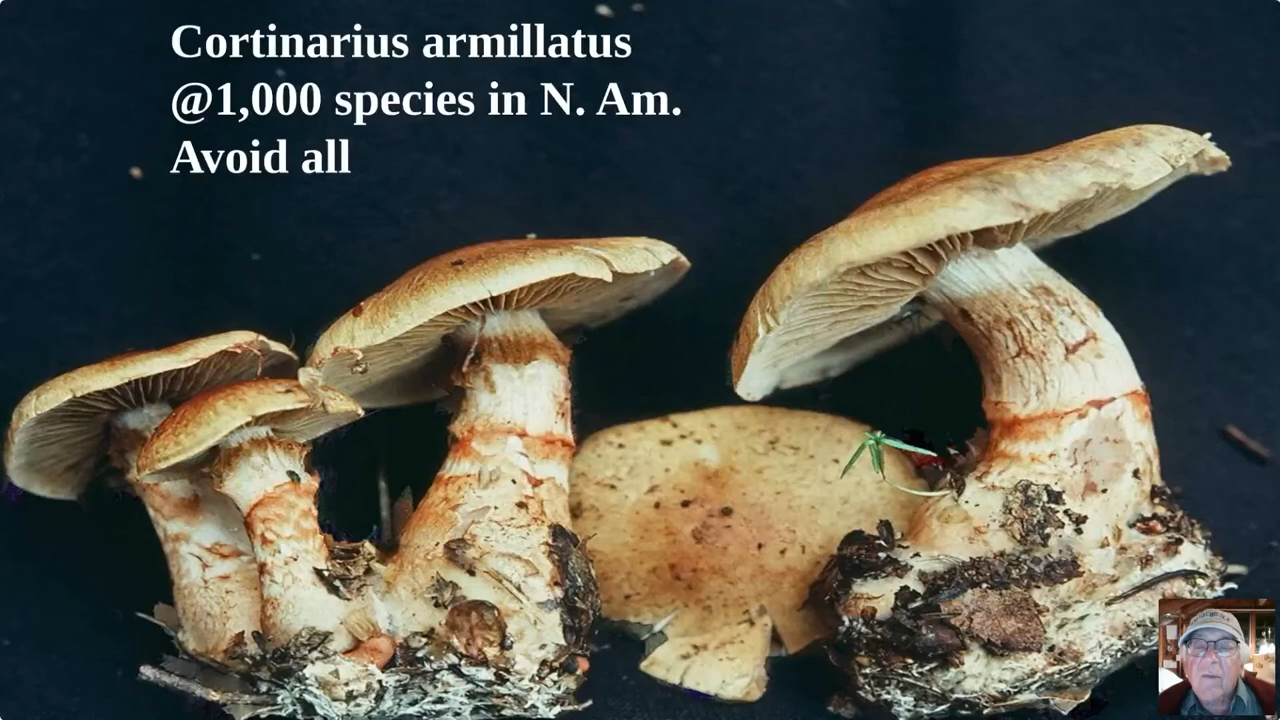 Cortinarius armillatus
@1,000 species in N. Am.
Avoid all